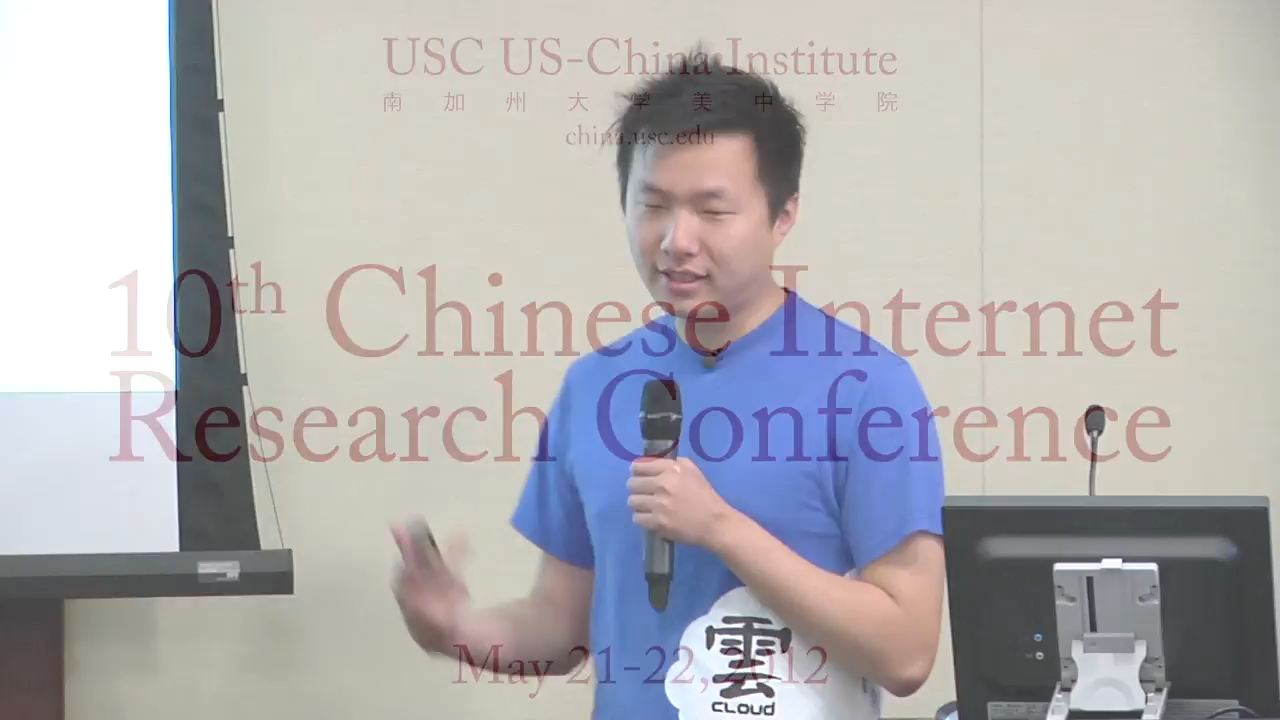 USC US-China Institute
南加州大学美中学院
china.usc.edu
10th Chinese Internet
Research Conference
May 21-22, 2012
雲
CLOUD